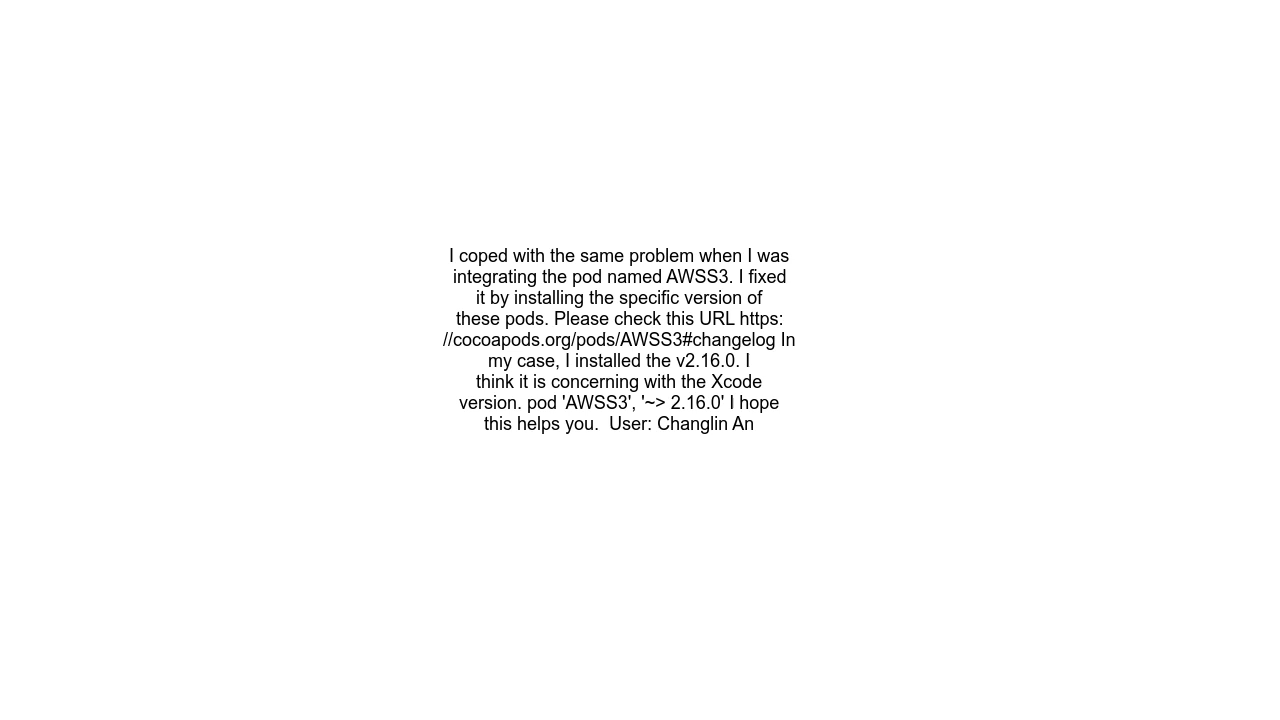 I coped with the same problem when I was
integrating the pod named AWSS3. I fixed
it by installing the specific version of
these pods. Please check this URL https:
//cocoapods.org/pods/AWSS3#changelog In
my case, I installed the v2.16.0. I
think it is concerning with the Xcode
version. pod 'AWSS3', '~> 2.16.0' I hope
this helps you.  User: Changlin An